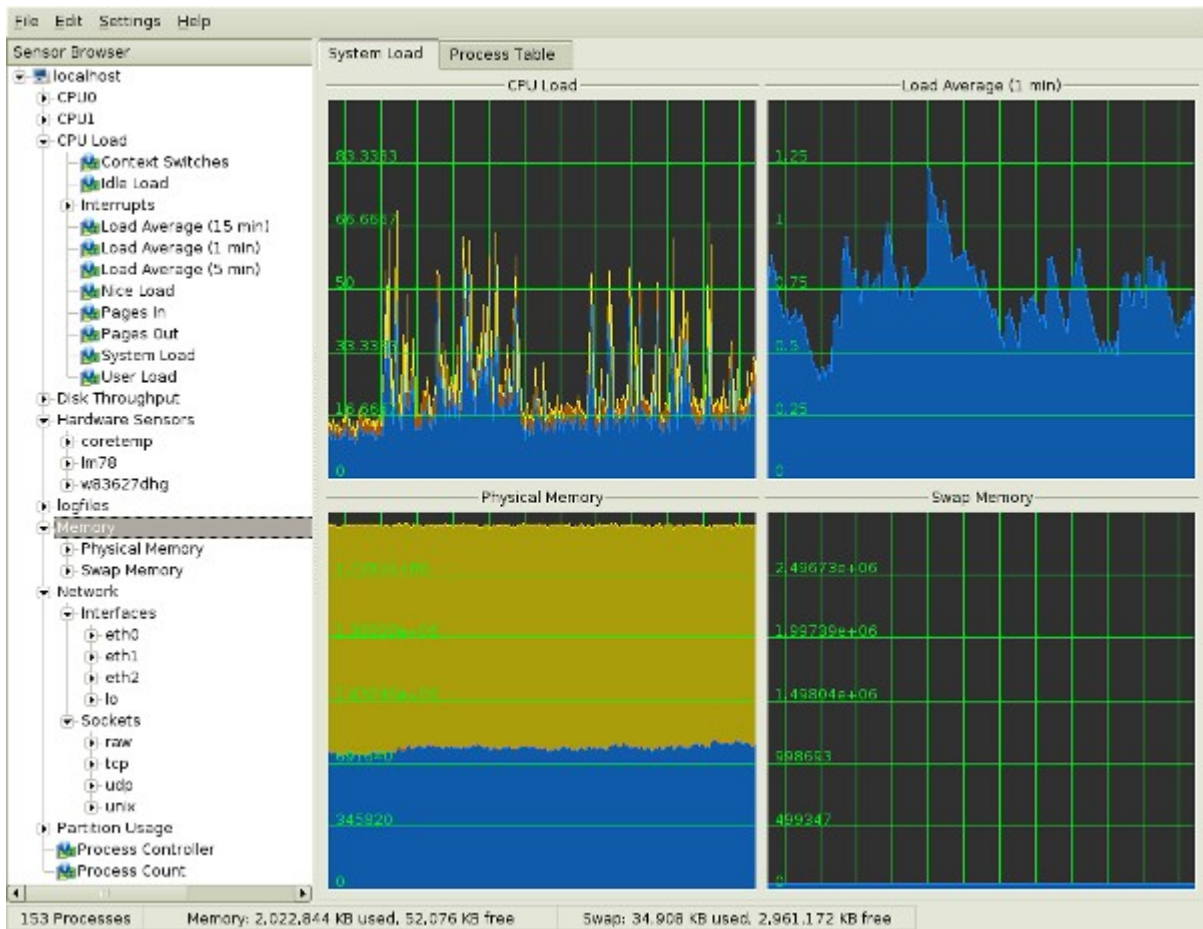 File Edit Settings Help
Sensor Browser
localhost
CPU0
CPU1
CPU Load
Context Switches
Idle Load
Interrupts
Load Average (15 min)
Load Average (1 min)
Load Average (5 min)
Nice Load
Pages In
Pages Out
System Load
User Load
Disk Throughput
Hardware Sensors
coretemp
lm78
w83627dhg
logfiles
Memory
Physical Memory
Swap Memory
Network
Interfaces
eth0
eth1
eth2
lo
Sockets
raw
tcp
udp
unix
Partition Usage
Process Controller
Process Count
System Load Process Table
CPU Load
83.3333
66.6667
50
33.3333
16.6667
0
Load Average (1 min)
1.25
1
0.75
0.5
0.25
0
Physical Memory
691640
345820
0
Swap Memory
2.49673e+06
1.99739e+06
1.49804e+06
998693
499347
0
153 Processes Memory: 2,022,844 KB used, 52,076 KB free Swap: 34,908 KB used, 2,961,172 KB free